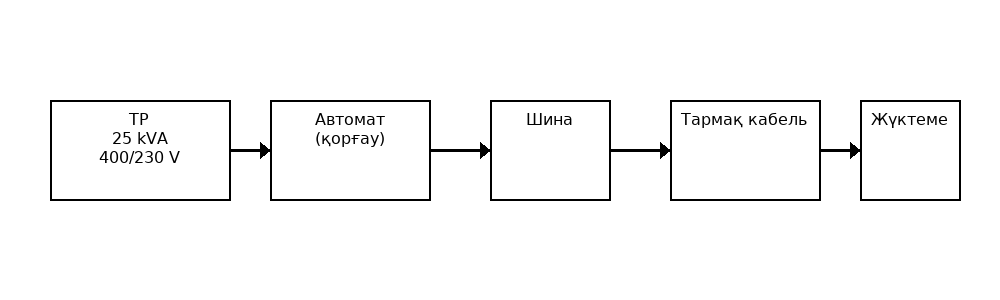 ТР
25 kVA
400/230 V
Автомат
(қорғау)
Шина
Тармақ кабель
Жүктеме